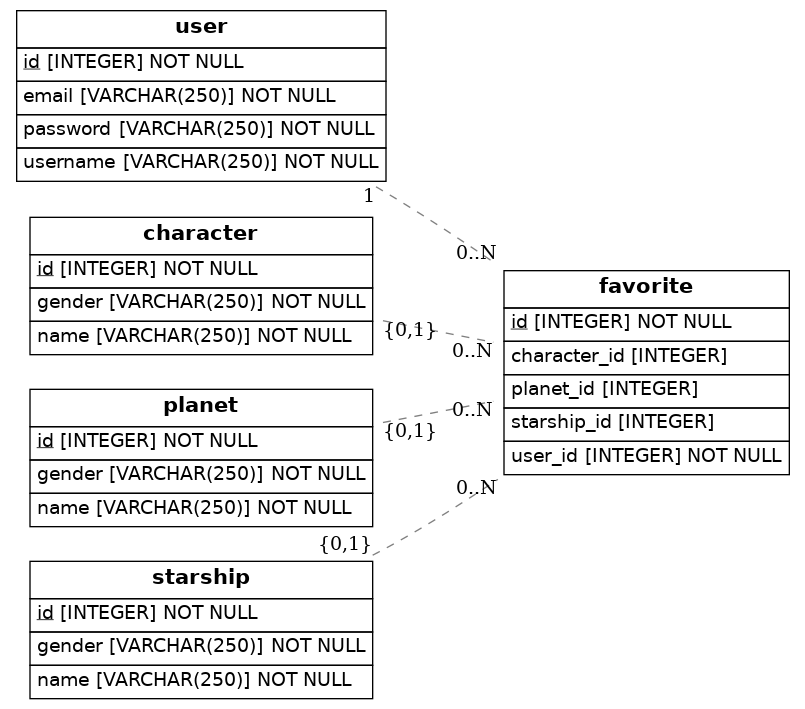 user
id [INTEGER] NOT NULL
email [VARCHAR(250)] NOT NULL
password [VARCHAR(250)] NOT NULL
username [VARCHAR(250)] NOT NULL
1
0..N
character
id [INTEGER] NOT NULL
gender [VARCHAR(250)] NOT NULL
name [VARCHAR(250)] NOT NULL
{0,1}
0..N
favorite
id [INTEGER] NOT NULL
character_id [INTEGER]
planet_id [INTEGER]
starship_id [INTEGER]
user_id [INTEGER] NOT NULL
planet
id [INTEGER] NOT NULL
gender [VARCHAR(250)] NOT NULL
name [VARCHAR(250)] NOT NULL
0..N
{0,1}
0..N
{0,1}
starship
id [INTEGER] NOT NULL
gender [VARCHAR(250)] NOT NULL
name [VARCHAR(250)] NOT NULL